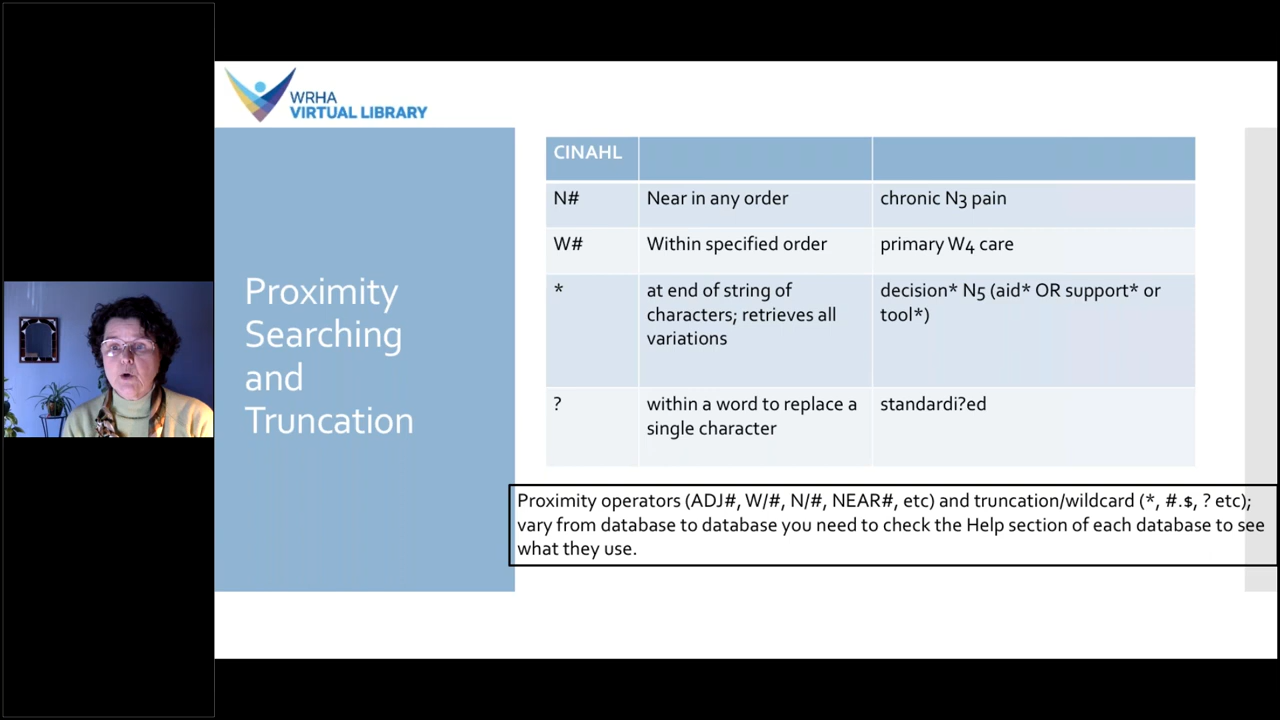 WRHA
VIRTUAL LIBRARY
Proximity
Searching
and
Truncation
CINAHL
N#
Near in any order
chronic N3 pain
W#
Within specified order
primary W4 care
*
at end of string of
characters; retrieves all
variations
decision* N5 (aid* OR support* or
tool*)
?
within a word to replace a
single character
standardi?ed
Proximity operators (ADJ#, W/#, N/#, NEAR#, etc) and truncation/wildcard (*, #.$, ? etc);
vary from database to database you need to check the Help section of each database to see
what they use.